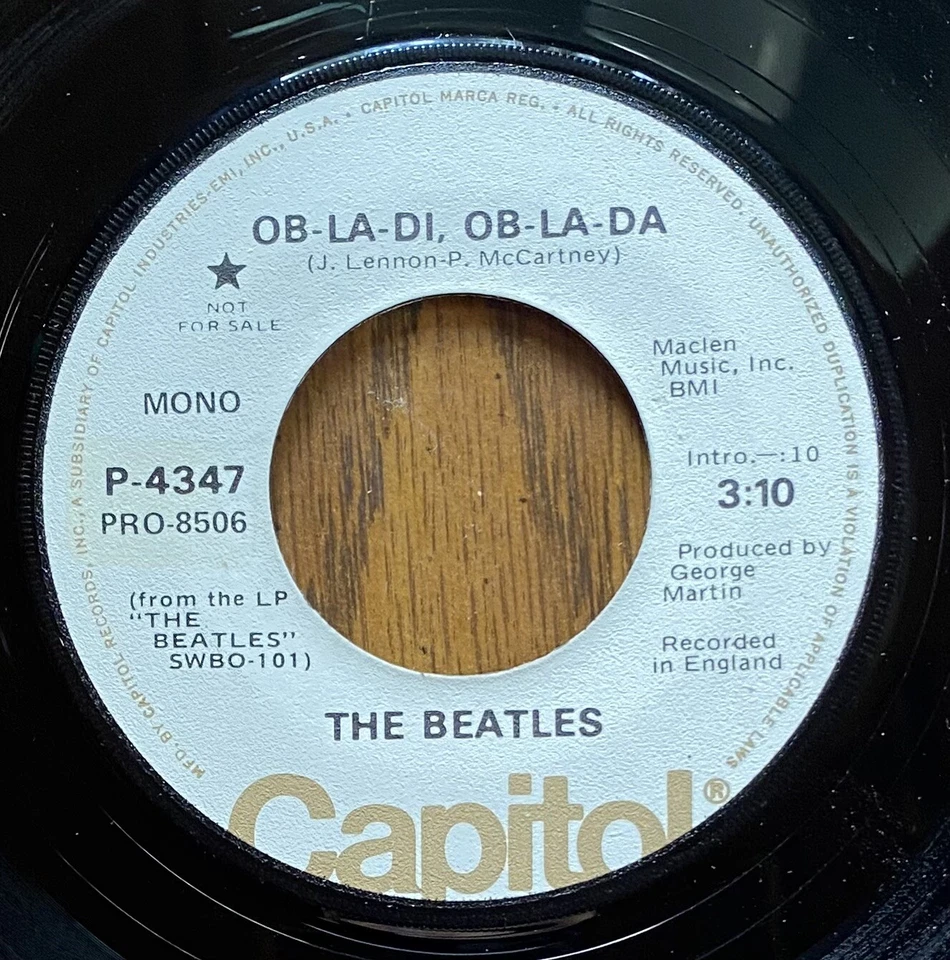 MFD. BY CAPITOL RECORDS, INC., A SUBSIDIARY OF CAPITOL INDUSTRIES-EMI, INC., U.S.A. • CAPITOL MARCA REG. • ALL RIGHTS RESERVED. UNAUTHORIZED DUPLICATION IS A VIOLATION OF APPLICABLE LAWS
OB-LA-DI, OB-LA-DA
(J. Lennon-P. McCartney)
★
NOT
FOR SALE
MONO
P-4347
PRO-8506
(from the LP
"THE
BEATLES"
SWBO-101)
Maclen
Music, Inc.
BMI
Intro.—:10
3:10
Produced by
George
Martin
Recorded
in England
THE BEATLES
Capitol®